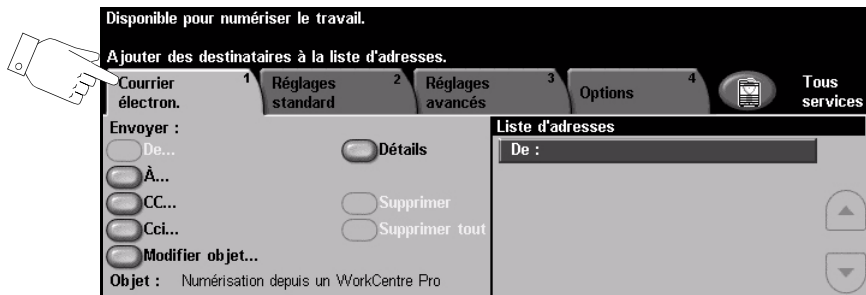 Disponible pour numériser le travail.
Ajouter des destinataires à la liste d'adresses.
Courrier électron. 1
Réglages standard 2
Réglages avancés 3
Options 4
Tous services
Envoyer :
De...
Détails
À...
CC...
Supprimer
Cci...
Supprimer tout
Modifier objet...
Objet : Numérisation depuis un WorkCentre Pro
Liste d'adresses
De :